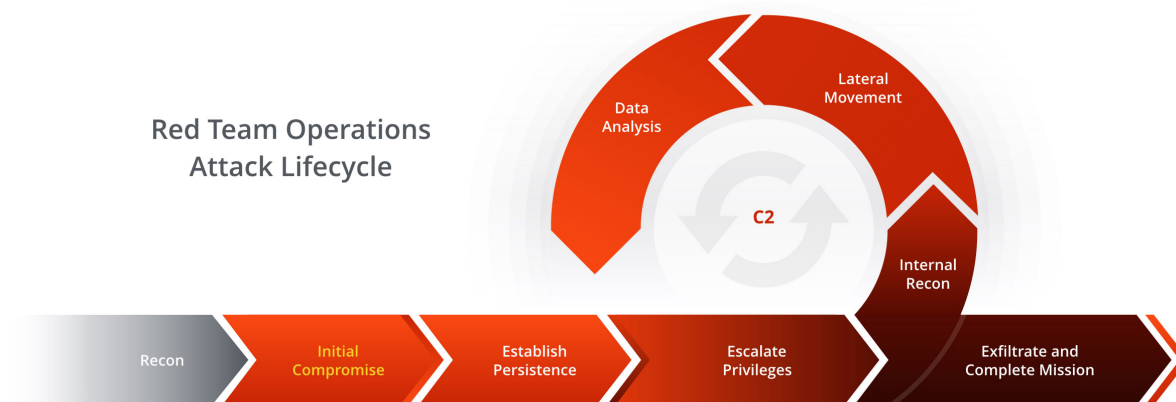 Red Team Operations
Attack Lifecycle
Data
Analysis
Lateral
Movement
C2
Internal
Recon
Recon
Initial
Compromise
Establish
Persistence
Escalate
Privileges
Exfiltrate and
Complete Mission